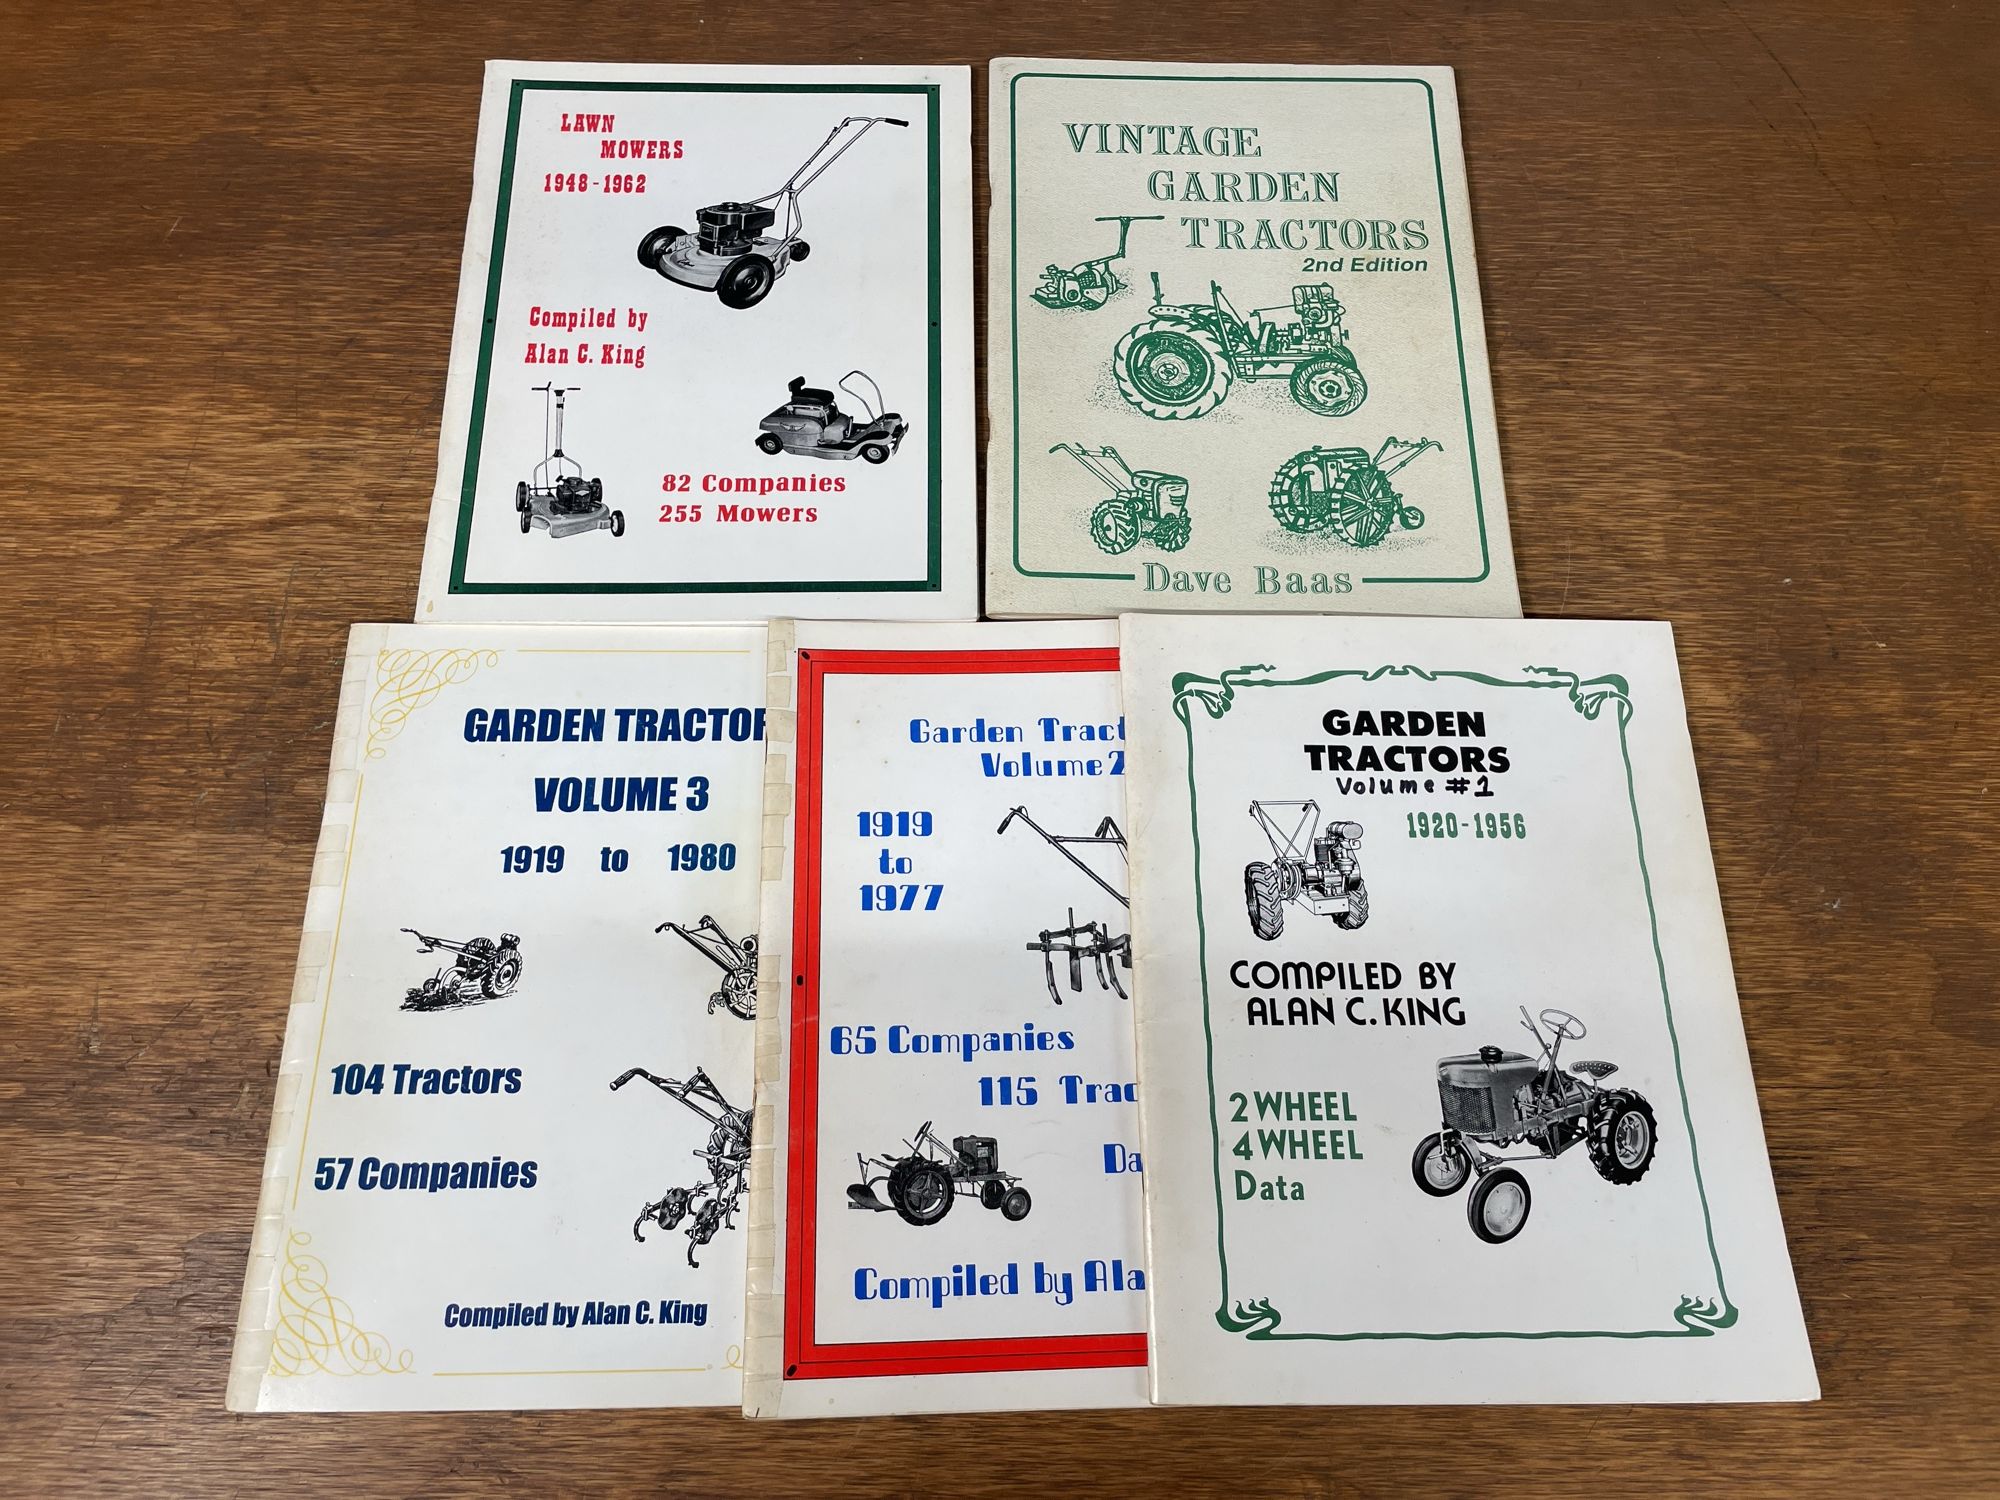 LAWN
MOWERS
1948-1962
Compiled by
Alan C. King
82 Companies
255 Mowers
VINTAGE
GARDEN
TRACTORS
2nd Edition
Dave Baas
GARDEN TRACTOR
VOLUME 3
1919 to 1980
104 Tractors
57 Companies
Compiled by Alan C. King
Garden Tract
Volume 2
1919
to
1977
65 Companies
115 Trac
Da
Compiled by Ala
GARDEN
TRACTORS
Volume #1
1920-1956
COMPILED BY
ALAN C. KING
2 WHEEL
4 WHEEL
Data